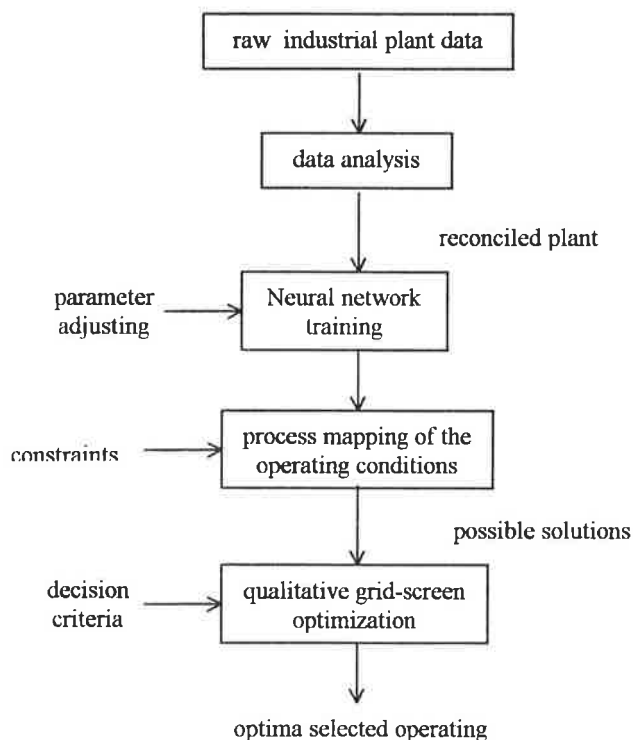 raw industrial plant data
data analysis
reconciled plant
parameter
adjusting
Neural network
training
constraints
process mapping of the
operating conditions
possible solutions
decision
criteria
qualitative grid-screen
optimization
optima selected operating